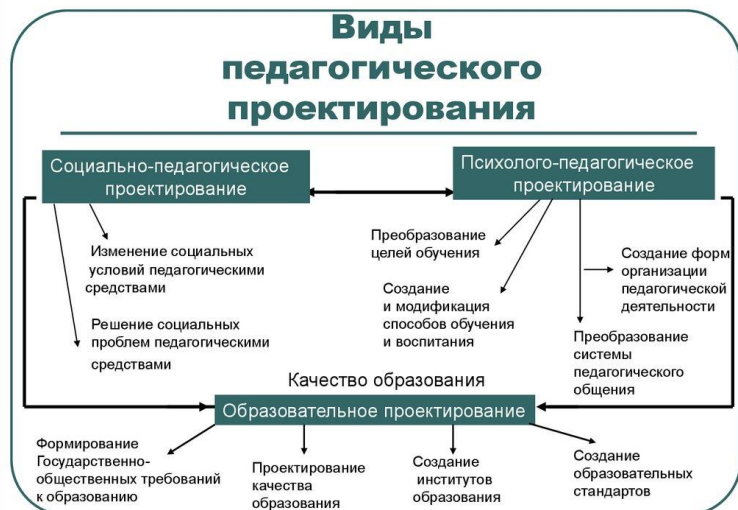 Виды
педагогического
проектирования
Социально-педагогическое
проектирование
Психолого-педагогическое
проектирование
Изменение социальных
условий педагогическими
средствами
Решение социальных
проблем педагогическими
средствами
Преобразование
целей обучения
Создание
и модификация
способов обучения
и воспитания
Создание форм
организации
педагогической
деятельности
Преобразование
системы
педагогического
общения
Качество образования
Образовательное проектирование
Формирование
Государственно-
общественных требований
к образованию
Проектирование
качества
образования
Создание
институтов
образования
Создание
образовательных
стандартов